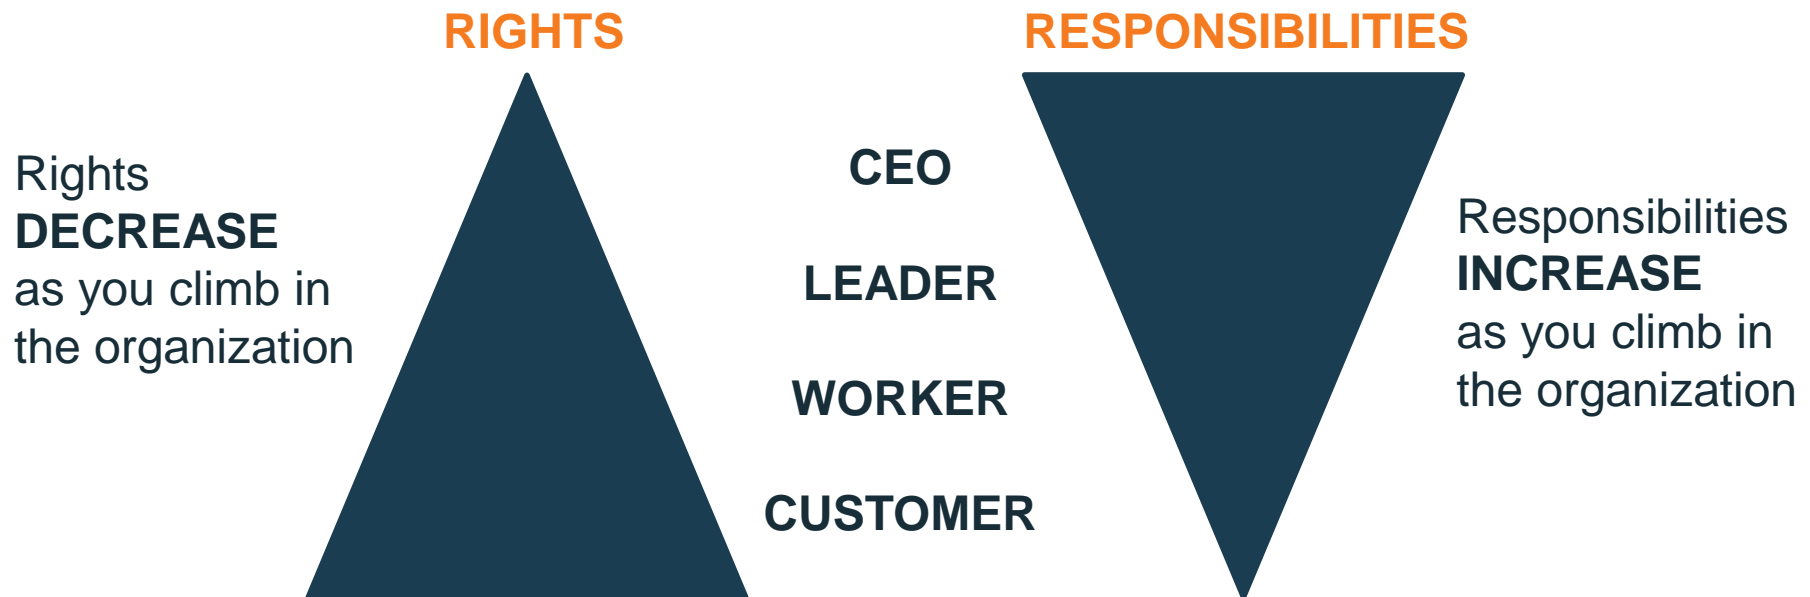 RIGHTS
RESPONSIBILITIES
Rights
DECREASE
as you climb in
the organization
CEO
LEADER
WORKER
CUSTOMER
Responsibilities
INCREASE
as you climb in
the organization